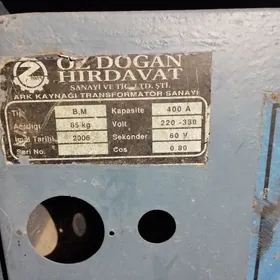 ÖZ DOĞAN
HIRDAVAT
SANAYİ VE TİC. LTD. ŞTİ.
ARK KAYNAĞI TRANSFORMATÖR SANAYİ
Tip B.M Kapasite 400 A
Ağırlığı 65 kg Volt. 220 -380
İmal Tarihi 2006 Sekonder 60 V
Seri No. Cos 0.80